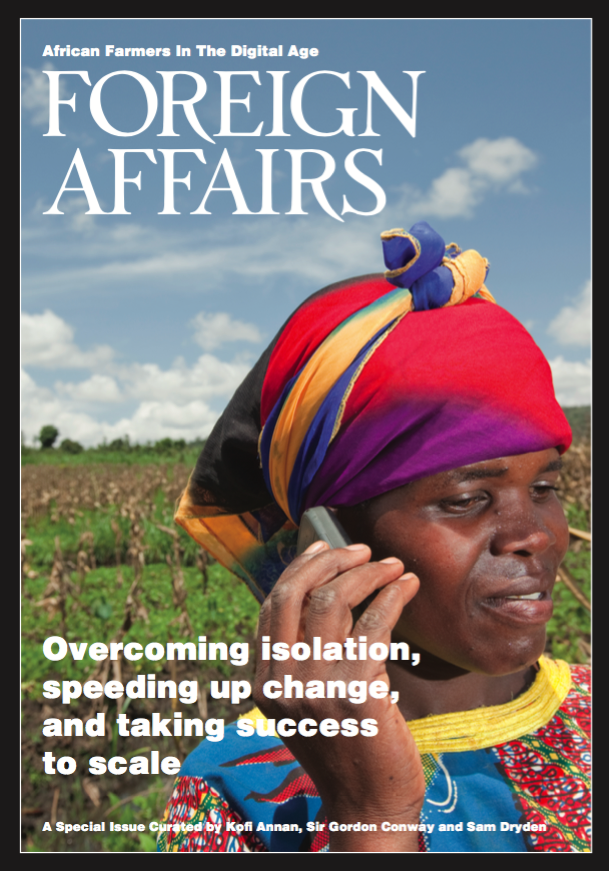 African Farmers In The Digital Age
FOREIGN
AFFAIRS
Overcoming isolation,
speeding up change,
and taking success
to scale
A Special Issue Curated by Kofi Annan, Sir Gordon Conway and Sam Dryden